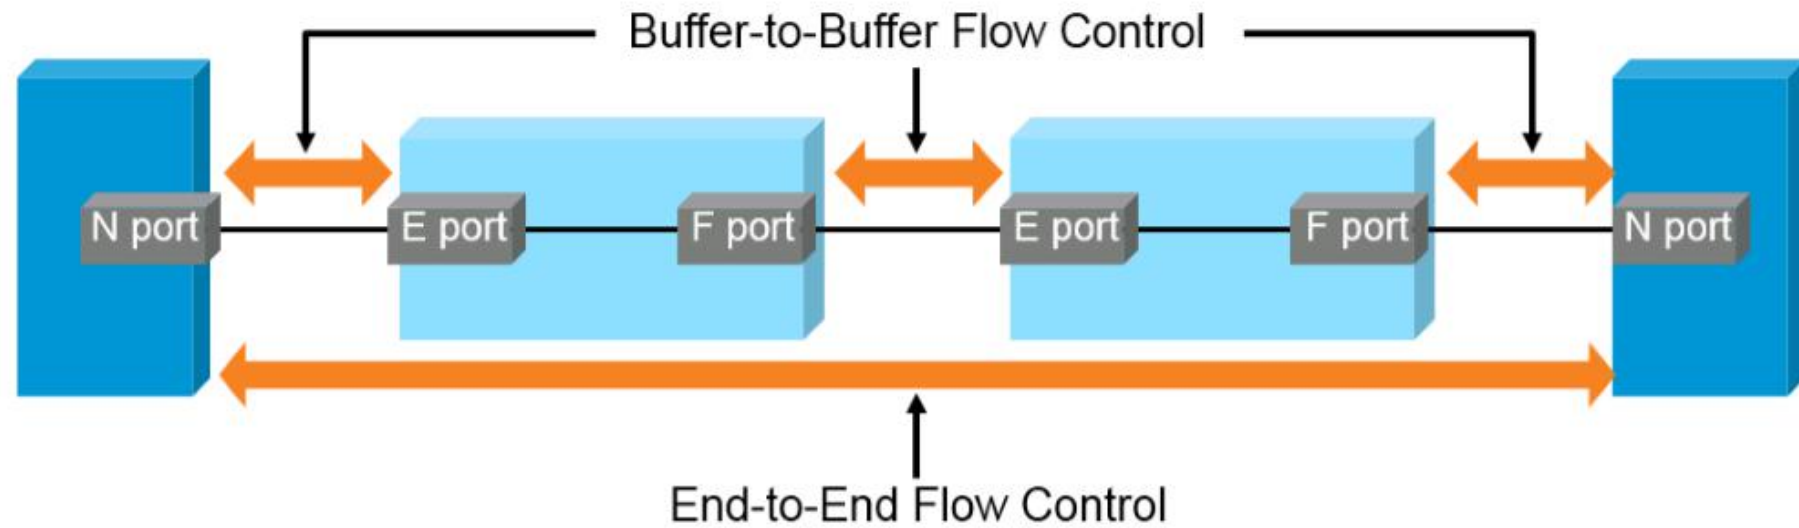 Buffer-to-Buffer Flow Control
N port
E port
F port
E port
F port
N port
End-to-End Flow Control